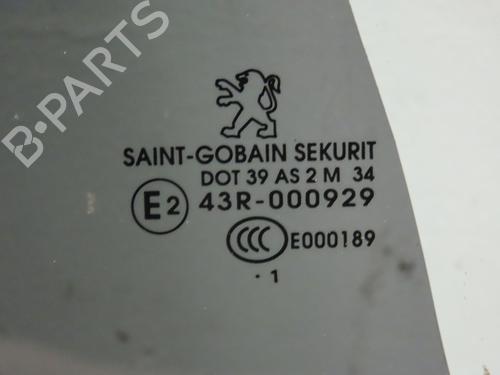 B-PARTS
SAINT-GOBAIN SEKURIT
DOT 39 AS 2 M 34
E2 43R-000929
CCC E000189
· 1